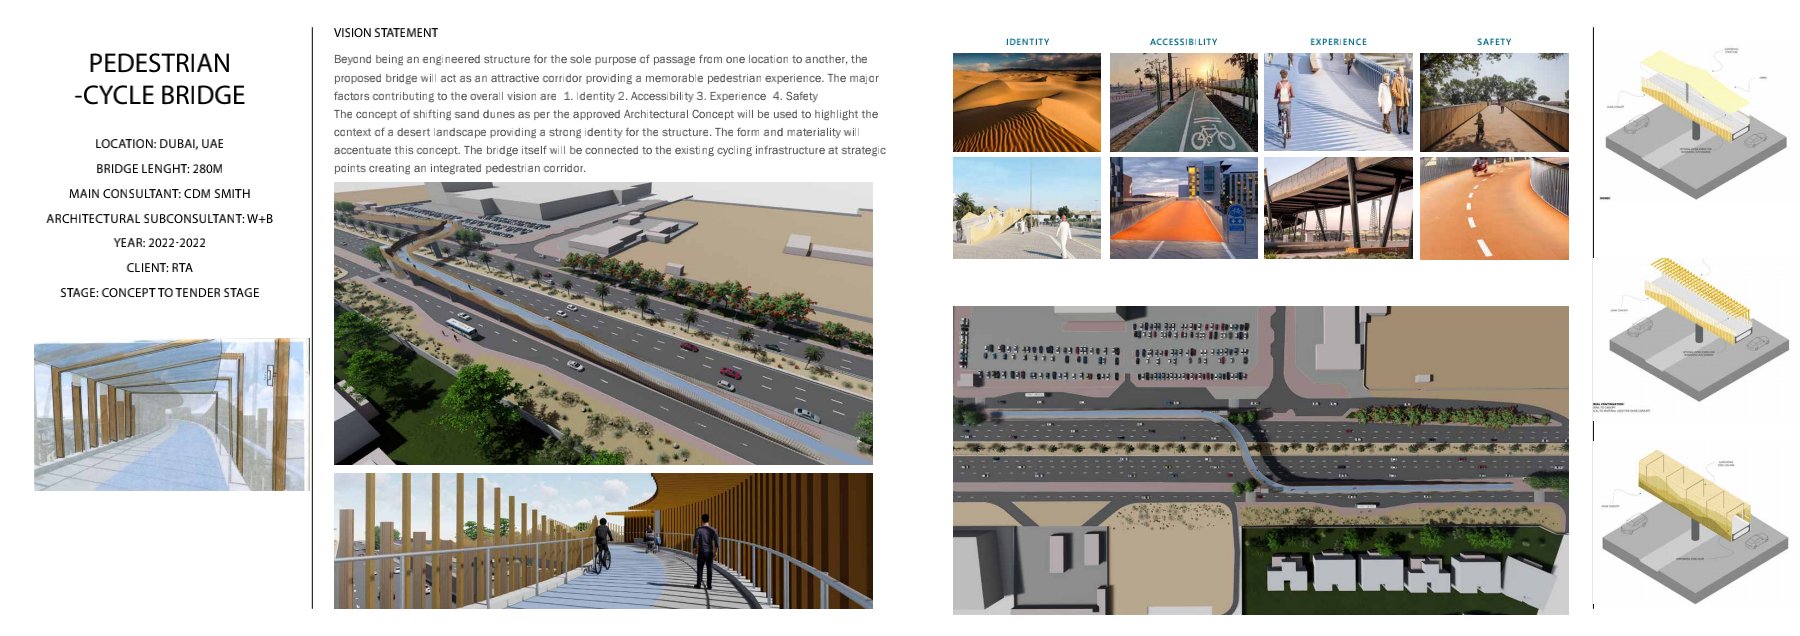 PEDESTRIAN
-CYCLE BRIDGE
LOCATION: DUBAI, UAE
BRIDGE LENGHT: 280M
MAIN CONSULTANT: CDM SMITH
ARCHITECTURAL SUBCONSULTANT: W+B
YEAR: 2022-2022
CLIENT: RTA
STAGE: CONCEPT TO TENDER STAGE
VISION STATEMENT
Beyond being an engineered structure for the sole purpose of passage from one location to another, the
proposed bridge will act as an attractive corridor providing a memorable pedestrian experience. The major
factors contributing to the overall vision are 1. Identity 2. Accessibility 3. Experience 4. Safety
The concept of shifting sand dunes as per the approved Architectural Concept will be used to highlight the
context of a desert landscape providing a strong identity for the structure. The form and materiality will
accentuate this concept. The bridge itself will be connected to the existing cycling infrastructure at strategic
points creating an integrated pedestrian corridor.
IDENTITY
ACCESSIBILITY
EXPERIENCE
SAFETY